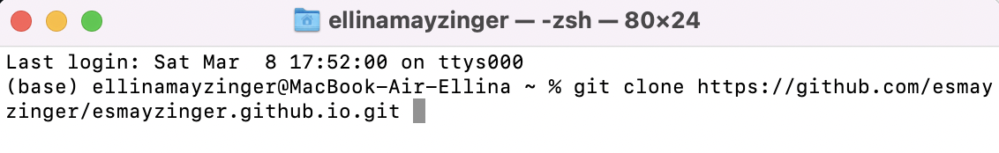 ellinamayzinger — -zsh — 80×24
Last login: Sat Mar  8 17:52:00 on ttys000
(base) ellinamayzinger@MacBook-Air-Ellina ~ % git clone https://github.com/esmay
zinger/esmayzinger.github.io.git